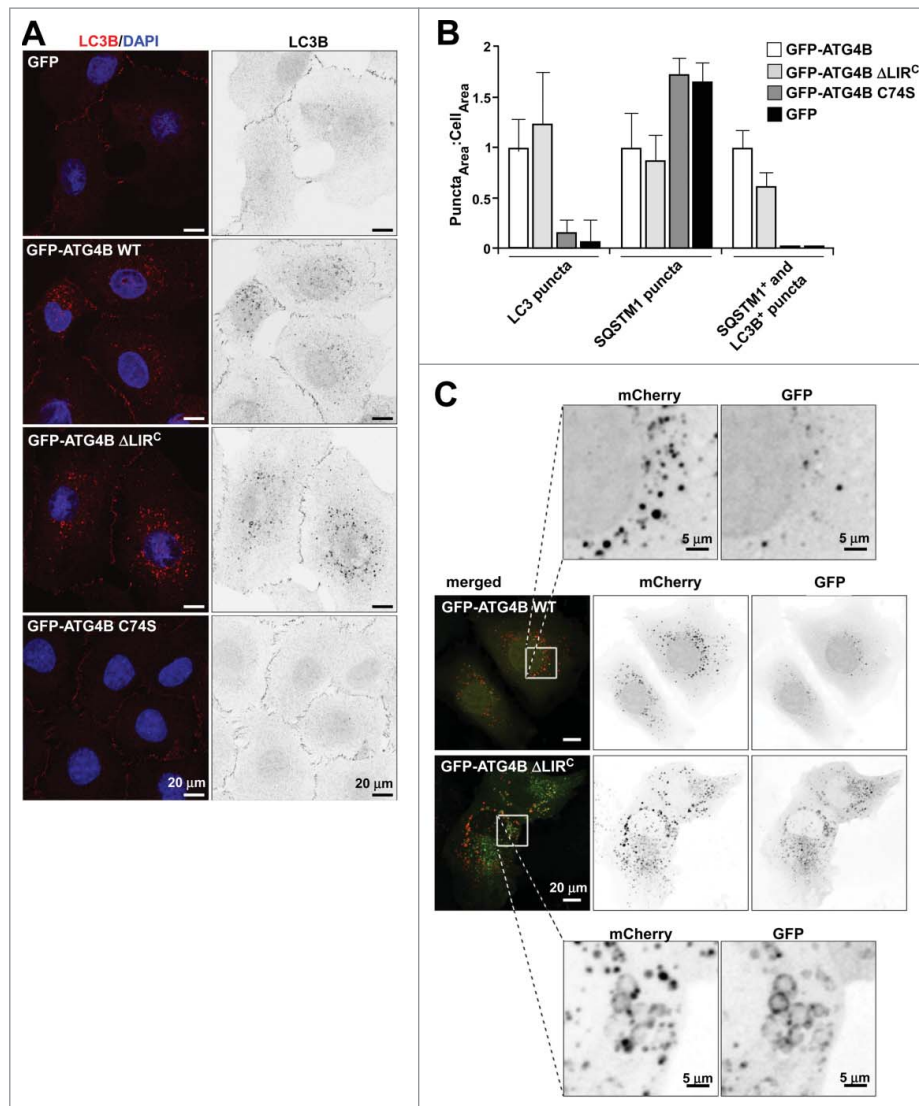 A
LC3B/DAPI
LC3B
GFP
GFP-ATG4B WT
GFP-ATG4B ΔLIRᶜ
GFP-ATG4B C74S
20 μm
20 μm
B
Puncta_Area:Cell_Area
2
1.5
1
0.5
0
LC3 puncta
SQSTM1 puncta
SQSTM1⁺ and
LC3B⁺ puncta
GFP-ATG4B
GFP-ATG4B ΔLIRᶜ
GFP-ATG4B C74S
GFP
C
mCherry
GFP
5 μm
5 μm
merged
mCherry
GFP
GFP-ATG4B WT
GFP-ATG4B ΔLIRᶜ
20 μm
mCherry
GFP
5 μm
5 μm